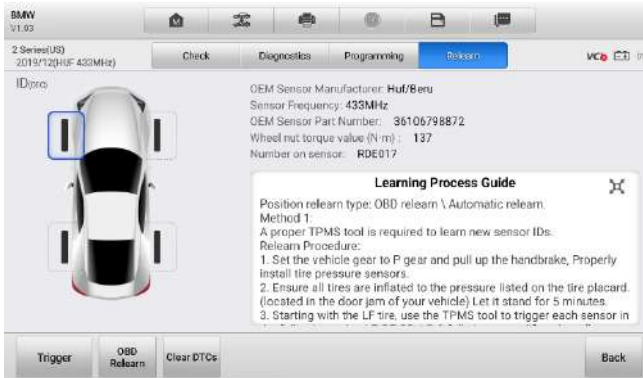 BMW
V1.03
2 Series(US)
2019/12(HUF 433MHz)
Check
Diagnostics
Programming
Relearn
VCI
ID(DEC)
OEM Sensor Manufacturer: Huf/Beru
Sensor Frequency: 433MHz
OEM Sensor Part Number: 36106798872
Wheel nut torque value (N·m) : 137
Number on sensor: RDE017
Learning Process Guide
Position relearn type: OBD relearn \ Automatic relearn.
Method 1:
A proper TPMS tool is required to learn new sensor IDs.
Relearn Procedure:
1. Set the vehicle gear to P gear and pull up the handbrake, Properly
install tire pressure sensors.
2. Ensure all tires are inflated to the pressure listed on the tire placard.
(located in the door jam of your vehicle) Let it stand for 5 minutes.
3. Starting with the LF tire, use the TPMS tool to trigger each sensor in
Trigger
OBD
Relearn
Clear DTCs
Back